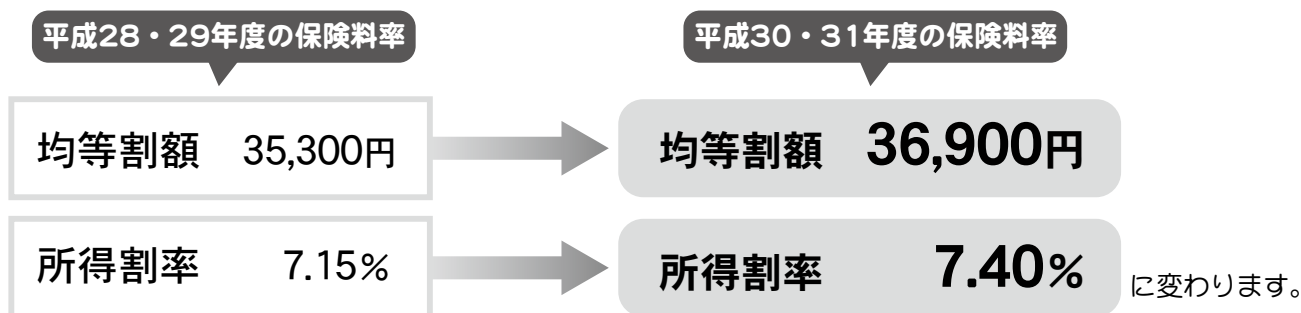 平成28・29年度の保険料率
平成30・31年度の保険料率
均等割額 35,300円
均等割額 36,900円
所得割率 7.15%
所得割率 7.40%
に変わります。